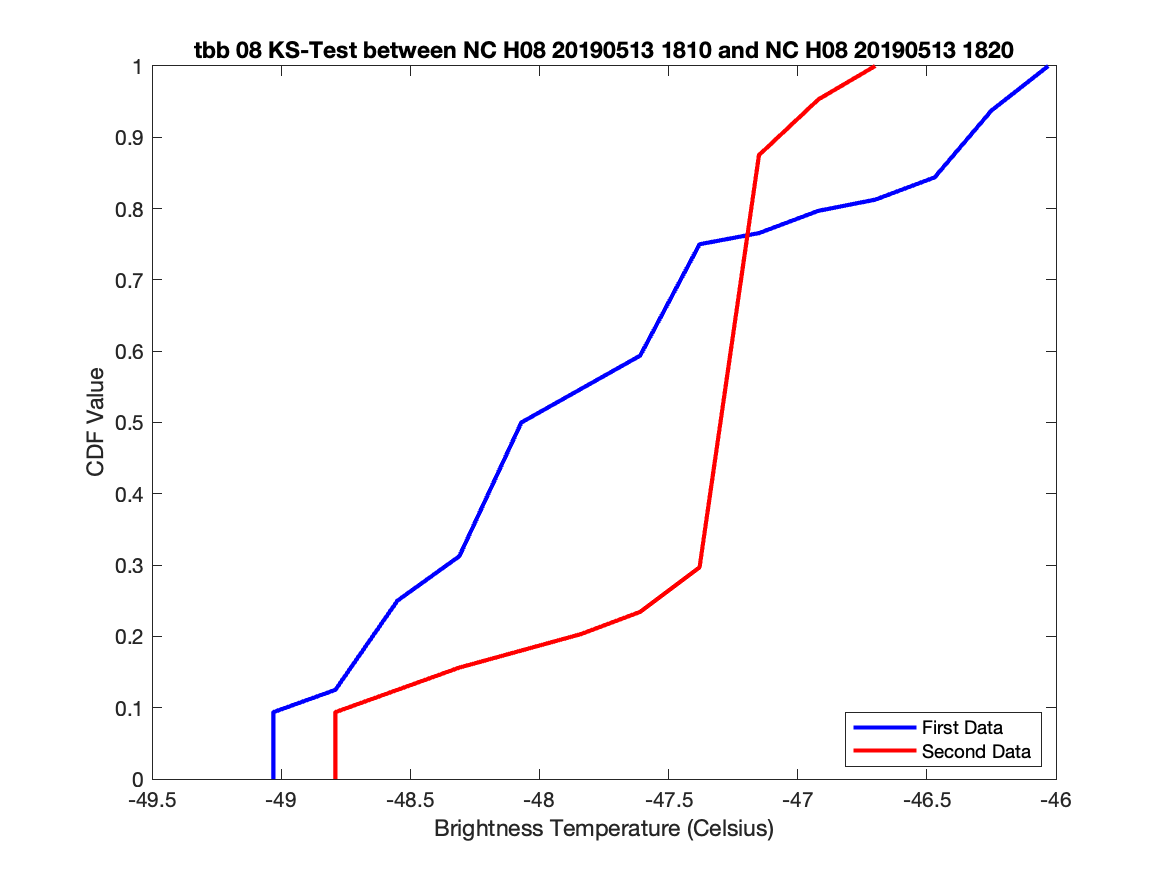 tbb 08 KS-Test between NC H08 20190513 1810 and NC H08 20190513 1820
1
0.9
0.8
0.7
0.6
0.5
0.4
0.3
0.2
0.1
0
CDF Value
First Data
Second Data
-49.5 -49 -48.5 -48 -47.5 -47 -46.5 -46
Brightness Temperature (Celsius)